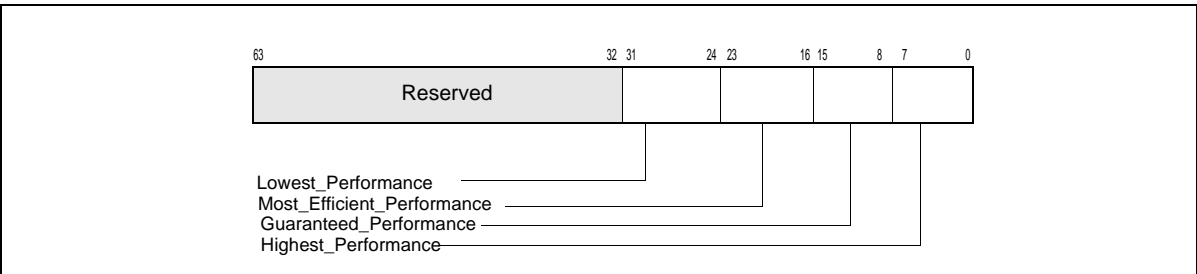 63 32 31 24 23 16 15 8 7 0
Reserved
Lowest_Performance
Most_Efficient_Performance
Guaranteed_Performance
Highest_Performance